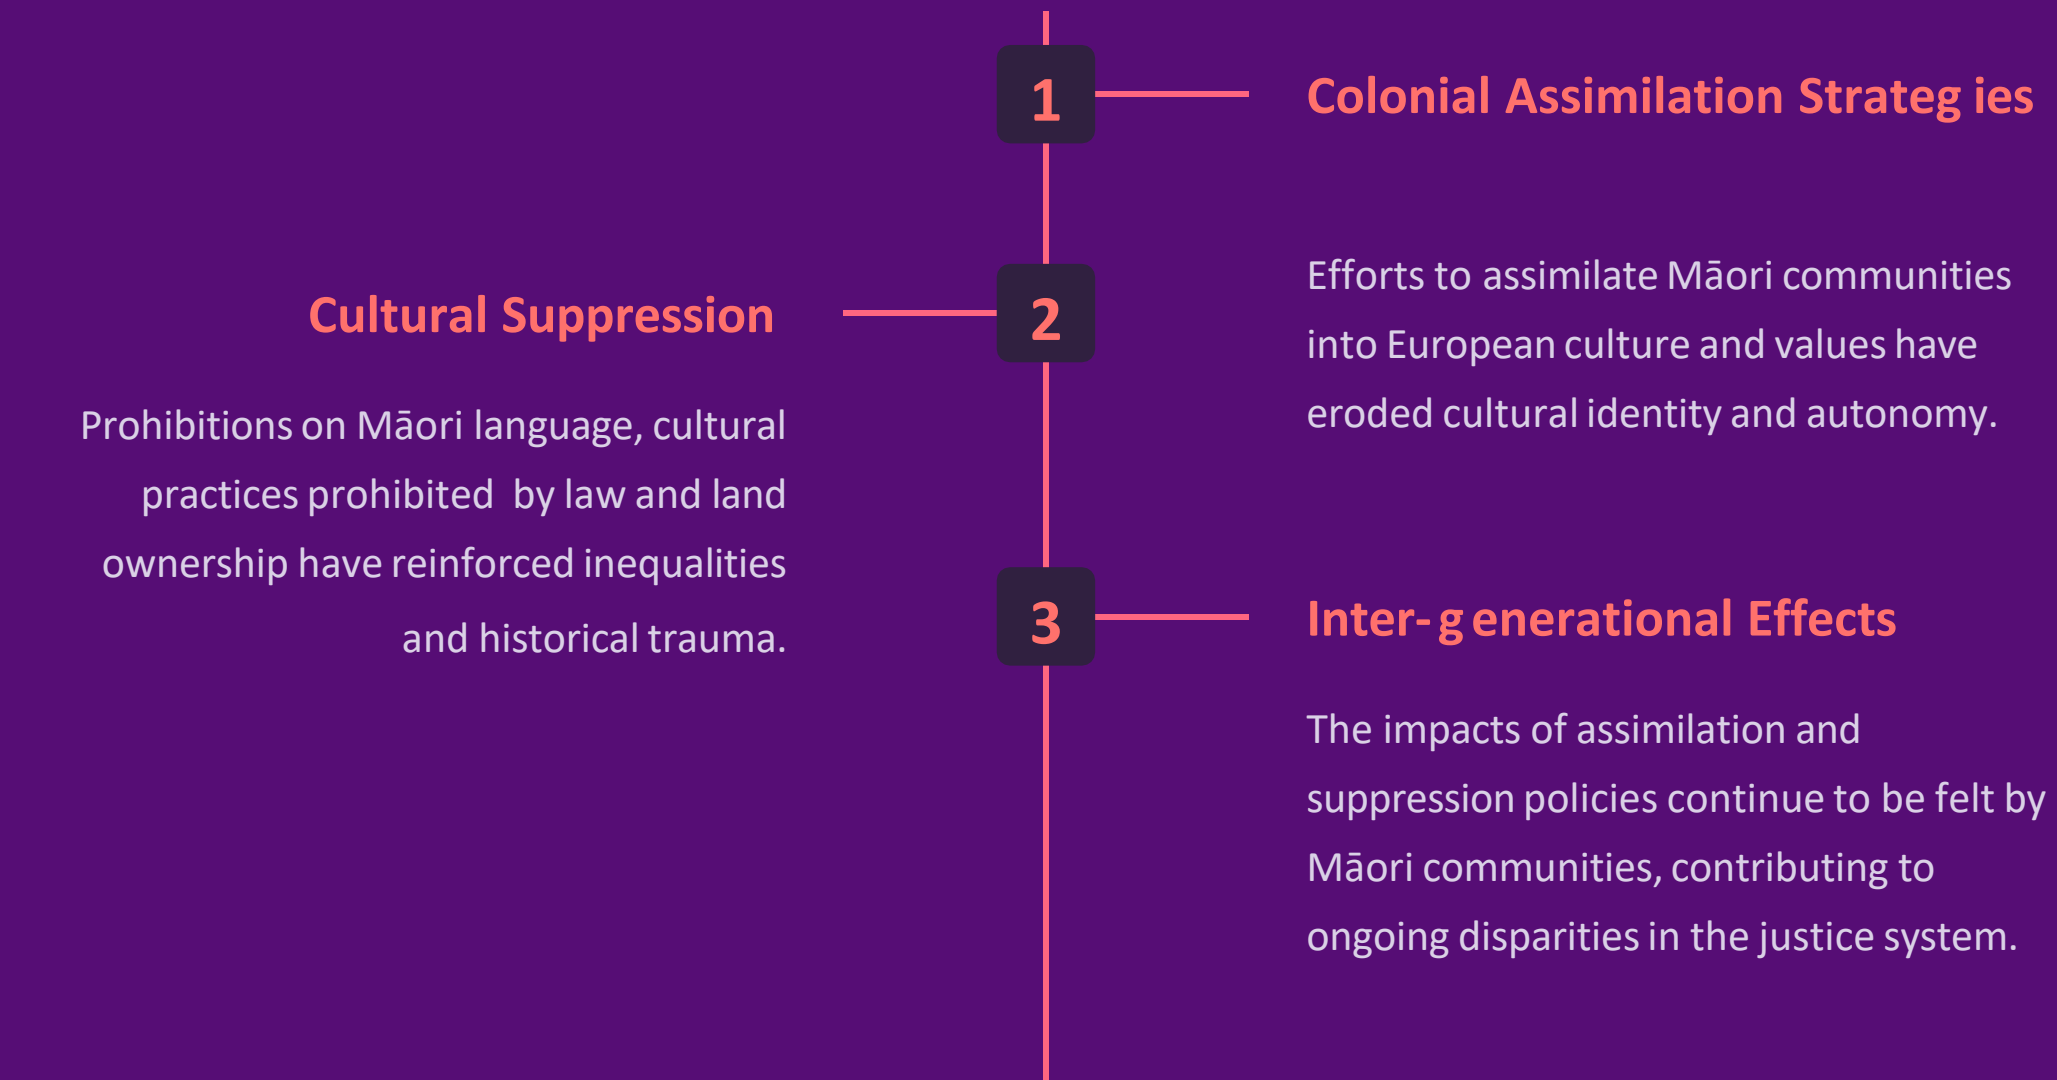 1
Colonial Assimilation Strategies
Efforts to assimilate Māori communities
into European culture and values have
eroded cultural identity and autonomy.
2
Cultural Suppression
Prohibitions on Māori language, cultural
practices prohibited by law and land
ownership have reinforced inequalities
and historical trauma.
3
Inter-generational Effects
The impacts of assimilation and
suppression policies continue to be felt by
Māori communities, contributing to
ongoing disparities in the justice system.